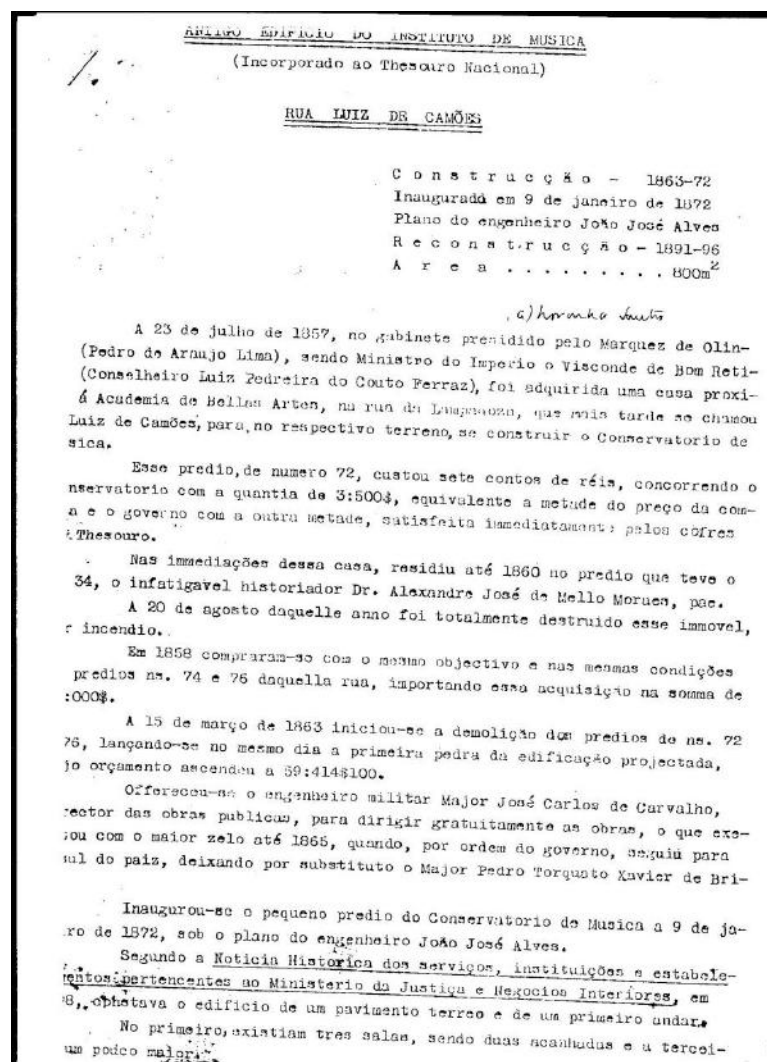 ANTIGO EDIFICIO DO INSTITUTO DE MUSICA
(Incorporado ao Thesouro Nacional)
1.
RUA LUIZ DE CAMÕES
C o n s t r u c ç ã o - 1863-72
Inaugurada em 9 de janeiro de 1872
Plano do engenheiro João José Alves
R e c o n s t r u c ç ã o - 1891-96
A r e a . . . . . . . . . 800m2
a) Noronha Santos
A 23 de julho de 1857, no gabinete presidido pelo Marquez de Olin-
(Pedro de Araujo Lima), sendo Ministro do Imperio o Visconde de Bom Reti-
(Conselheiro Luiz Pedreira do Couto Ferraz), foi adquirida uma casa proxi-
á Academia de Bellas Artes, na rua da Lampadoza, que mais tarde se chamou
Luiz de Camões, para, no respectivo terreno, se construir o Conservatorio de
sica.
Esse predio, de numero 72, custou sete contos de réis, concorrendo o
nservatorio com a quantia de 3:500$, equivalente a metade do preço da com-
a e o governo com a outra metade, satisfeita immediatamente pelos cofres
Thesouro.
Nas immediações dessa casa, residiu até 1860 no predio que teve o
34, o infatigavel historiador Dr. Alexandre José de Mello Moraes, pae.
A 20 de agosto daquelle anno foi totalmente destruido esse immovel,
r incendio.
Em 1858 compraram-se com o mesmo objectivo e nas mesmas condições
predios ns. 74 e 76 daquella rua, importando essa acquisição na somma de
:000$.
A 15 de março de 1863 iniciou-se a demolição dos predios de ns. 72
76, lançando-se no mesmo dia a primeira pedra da edificação projectada,
jo orçamento ascendeu a 59:414$100.
Offereceu-se o engenheiro militar Major José Carlos de Carvalho,
rector das obras publicas, para dirigir gratuitamente as obras, o que exe-
ou com o maior zelo até 1865, quando, por ordem do governo, seguiu para
sul do paiz, deixando por substituto o Major Pedro Torquato Xavier de Bri-
Inaugurou-se o pequeno predio do Conservatorio de Musica a 9 de ja-
ro de 1872, sob o plano do engenheiro João José Alves.
Segundo a Noticia Historica dos serviços, instituições e estabele-
entos pertencentes ao Ministerio da Justiça e Negocios Interiores, em
8, constava o edificio de um pavimento terreo e de um primeiro andar.
No primeiro, existiam tres salas, sendo duas acanhadas e a tercei-
um pouco maior.